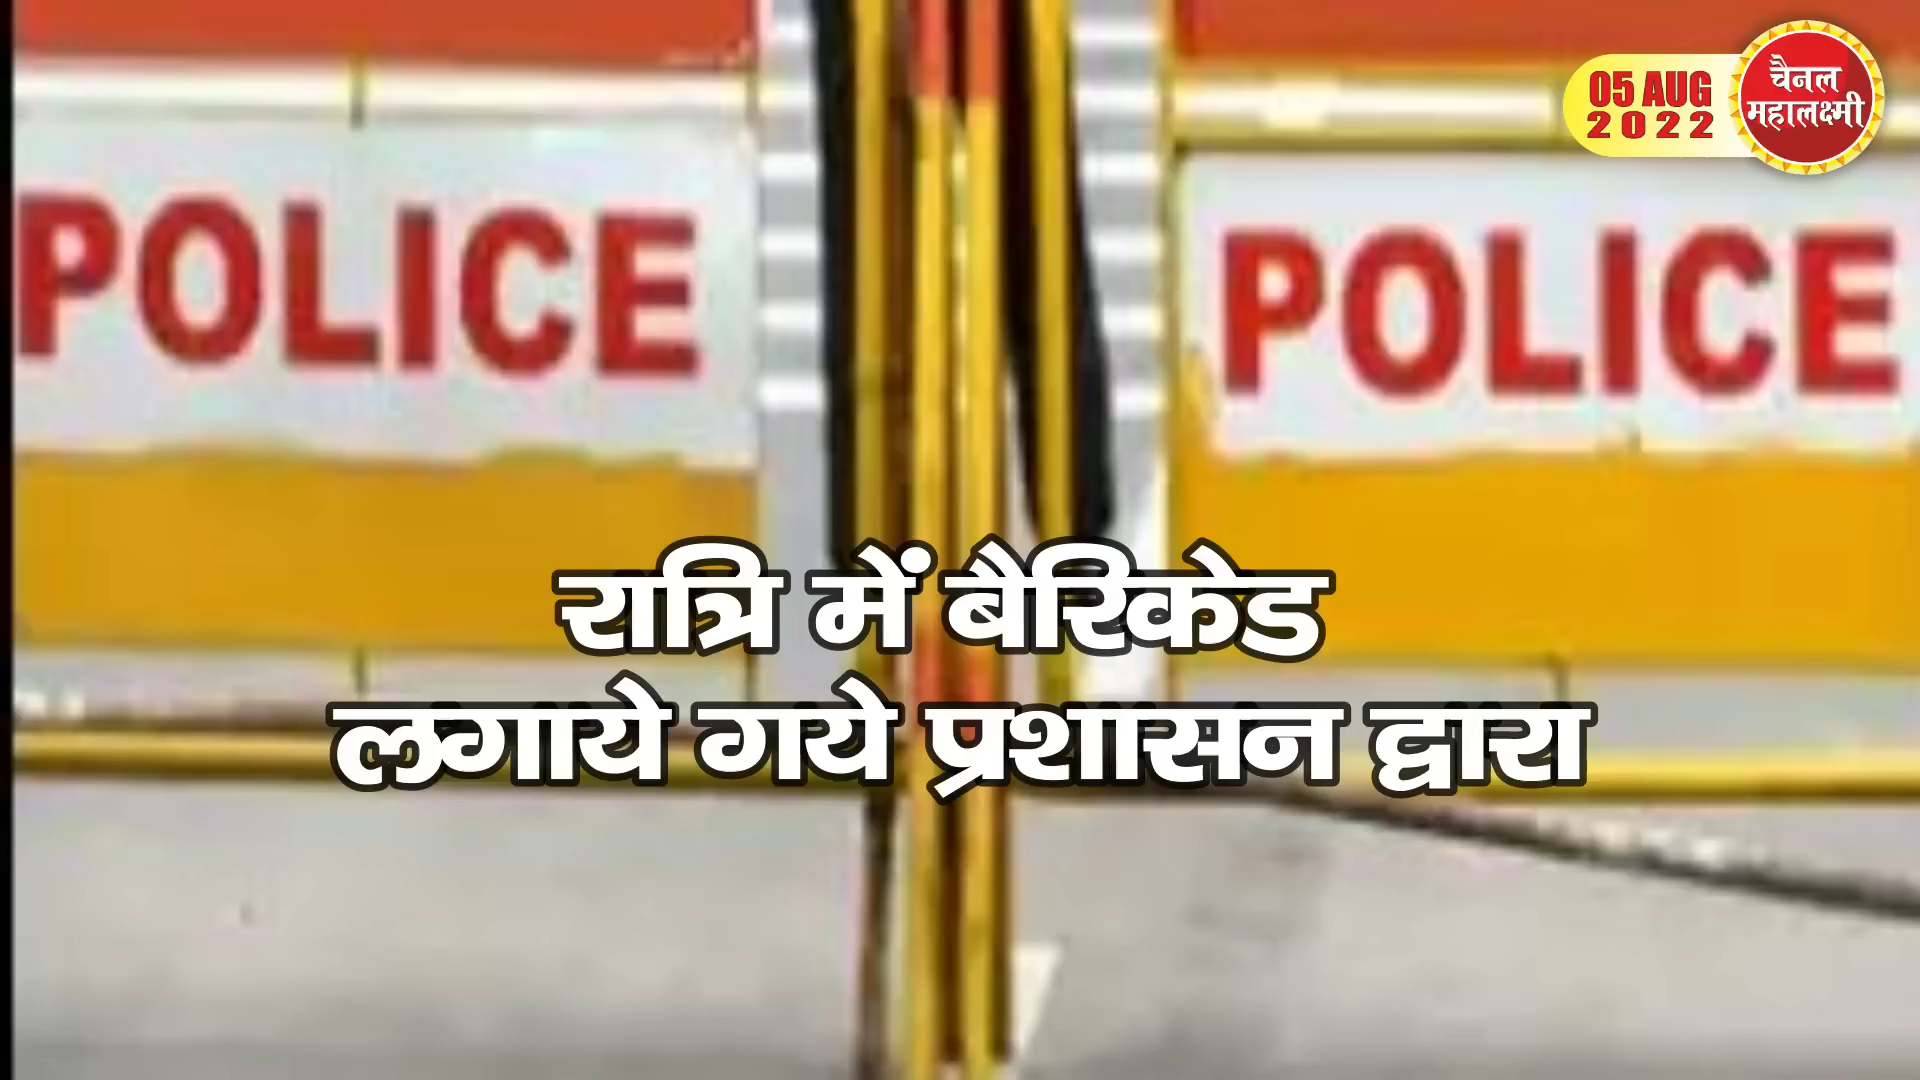 05 AUG
2022
चैनल
महालक्ष्मी
POLICE
POLICE
रात्रि में बैरिकेड
लगाये गये प्रशासन द्वारा